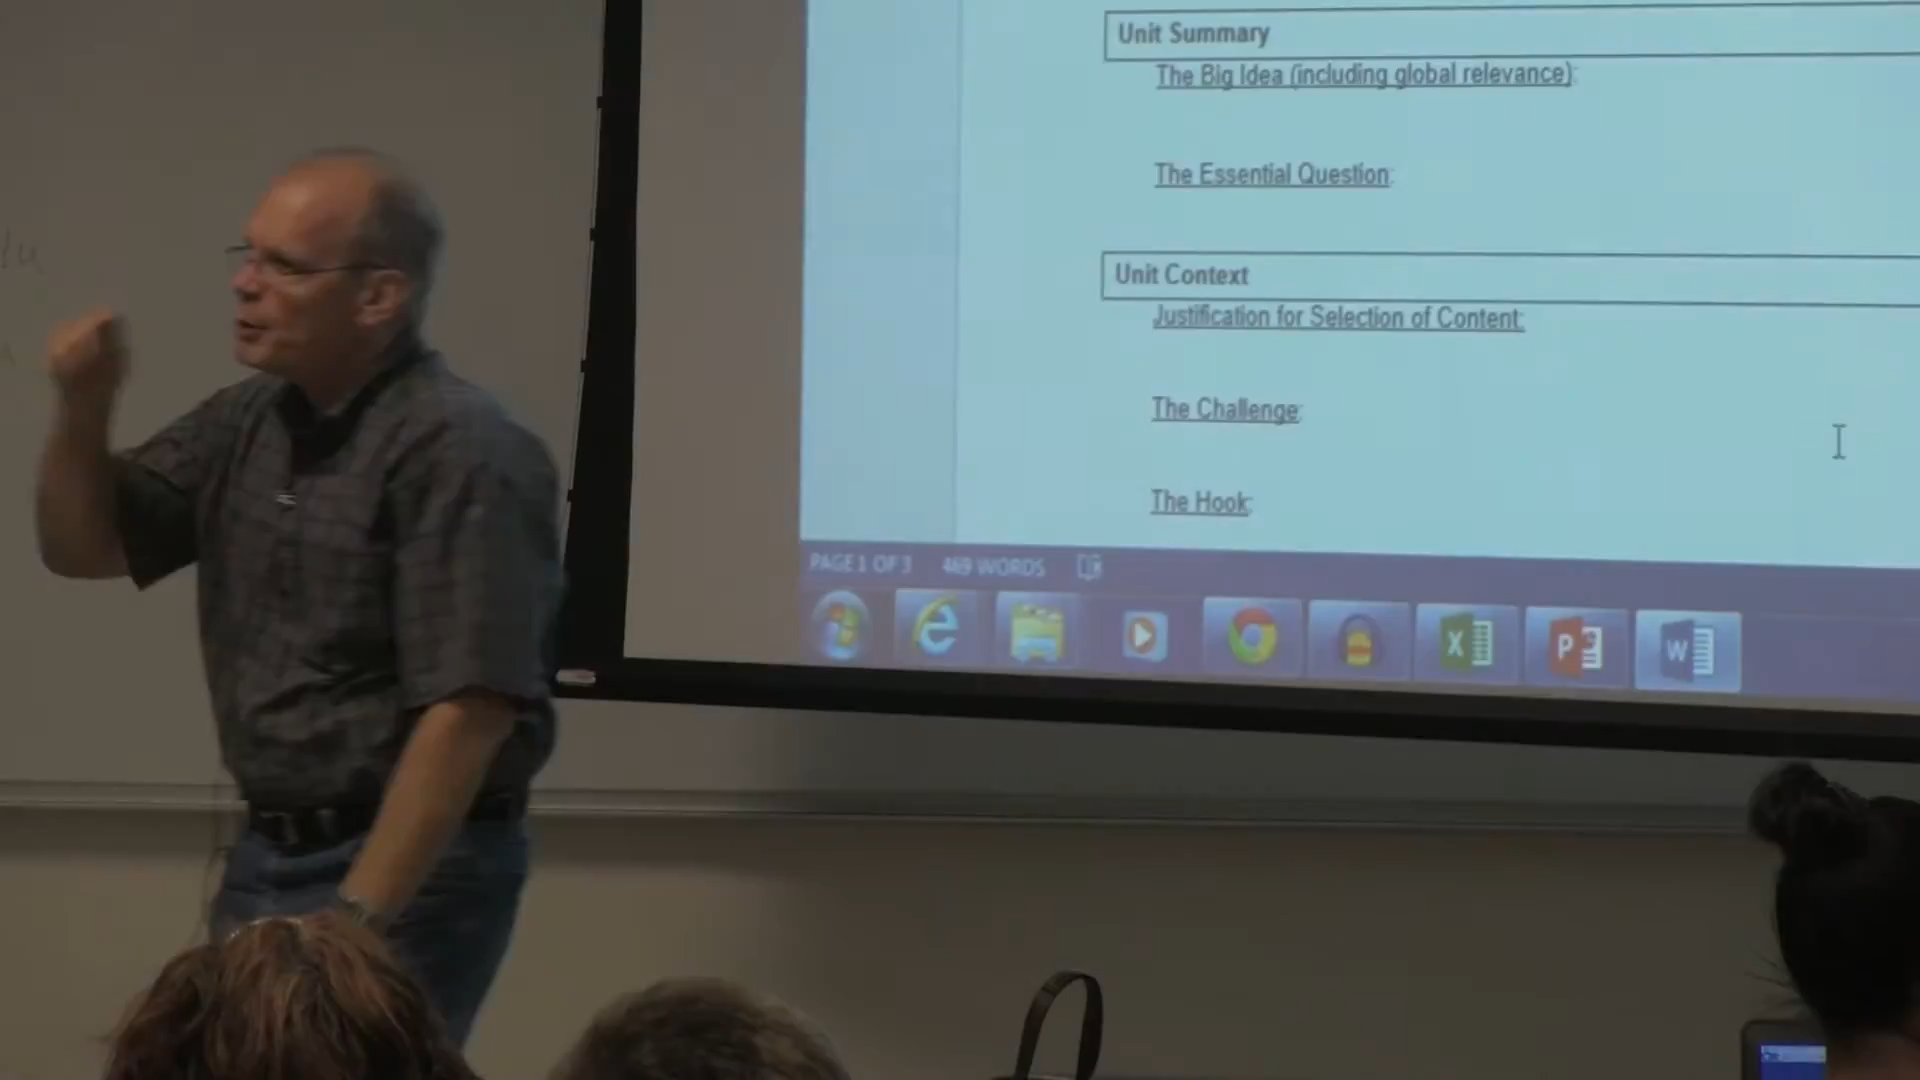 Unit Summary
The Big Idea (including global relevance):
The Essential Question:
Unit Context
Justification for Selection of Content:
The Challenge:
The Hook:
PAGE 1 OF 3 469 WORDS